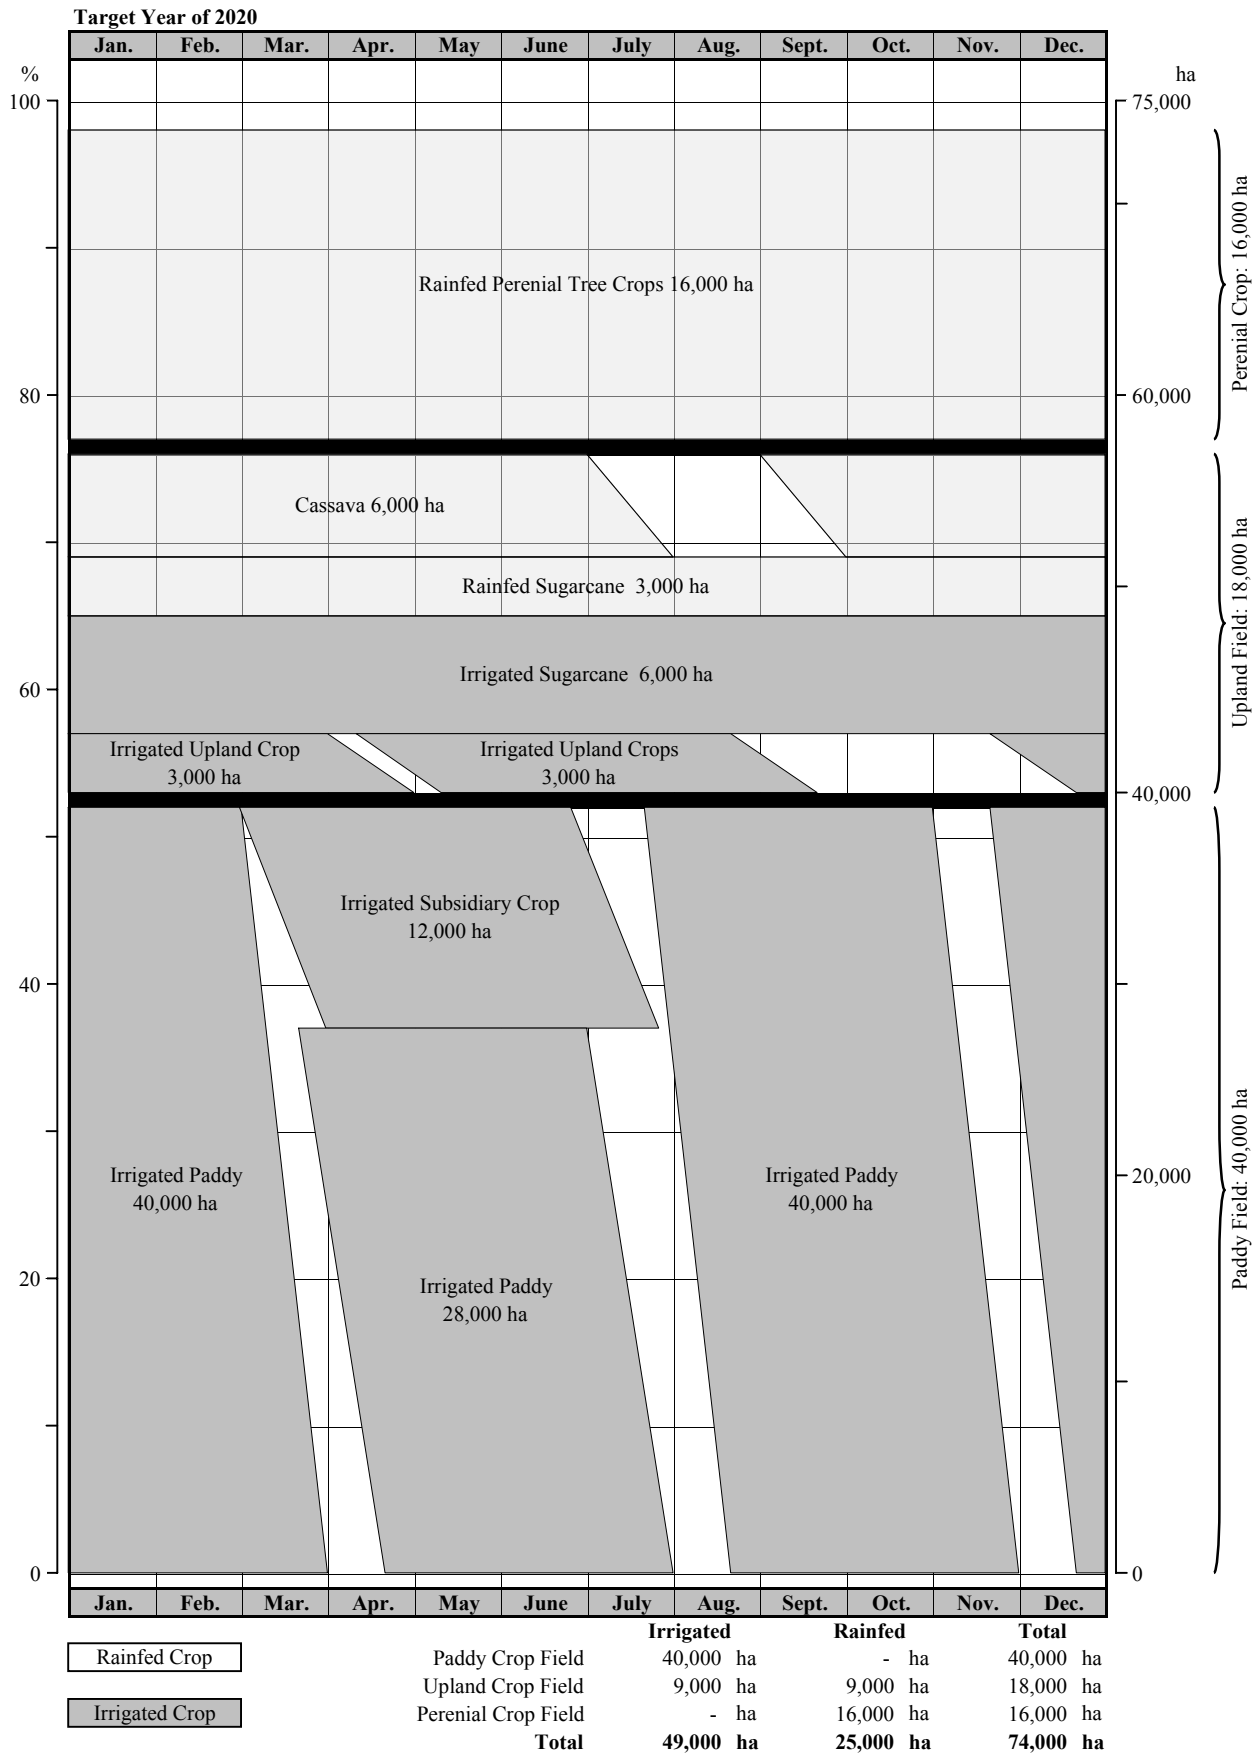 Target Year of 2020
Jan. Feb. Mar. Apr. May June July Aug. Sept. Oct. Nov. Dec.
% ha
100 75,000
Rainfed Perenial Tree Crops 16,000 ha
Perenial Crop: 16,000 ha
80 60,000
Cassava 6,000 ha
Rainfed Sugarcane 3,000 ha
Irrigated Sugarcane 6,000 ha
Upland Field: 18,000 ha
60
Irrigated Upland Crop Irrigated Upland Crops
3,000 ha 3,000 ha
40,000
Irrigated Subsidiary Crop
12,000 ha
40
Irrigated Paddy Irrigated Paddy 20,000
40,000 ha 40,000 ha
Paddy Field: 40,000 ha
20
Irrigated Paddy
28,000 ha
0 0
Jan. Feb. Mar. Apr. May June July Aug. Sept. Oct. Nov. Dec.
Irrigated Rainfed Total
Rainfed Crop Paddy Crop Field 40,000 ha - ha 40,000 ha
Upland Crop Field 9,000 ha 9,000 ha 18,000 ha
Irrigated Crop Perenial Crop Field - ha 16,000 ha 16,000 ha
Total 49,000 ha 25,000 ha 74,000 ha